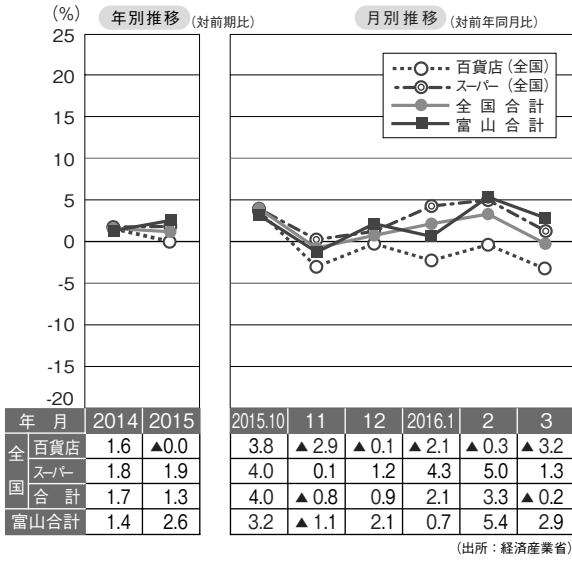 (%) 年別推移 (対前期比) 月別推移 (対前年同月比)
25
20
15
10
5
0
-5
-10
-15
-20
百貨店(全国)
スーパー(全国)
全国合計
富山合計
年 月 2014 2015 2015.10 11 12 2016.1 2 3
全国 百貨店 1.6 ▲0.0 3.8 ▲2.9 ▲0.1 ▲2.1 ▲0.3 ▲3.2
スーパー 1.8 1.9 4.0 0.1 1.2 4.3 5.0 1.3
合計 1.7 1.3 4.0 ▲0.8 0.9 2.1 3.3 ▲0.2
富山合計 1.4 2.6 3.2 ▲1.1 2.1 0.7 5.4 2.9
(出所:経済産業省)